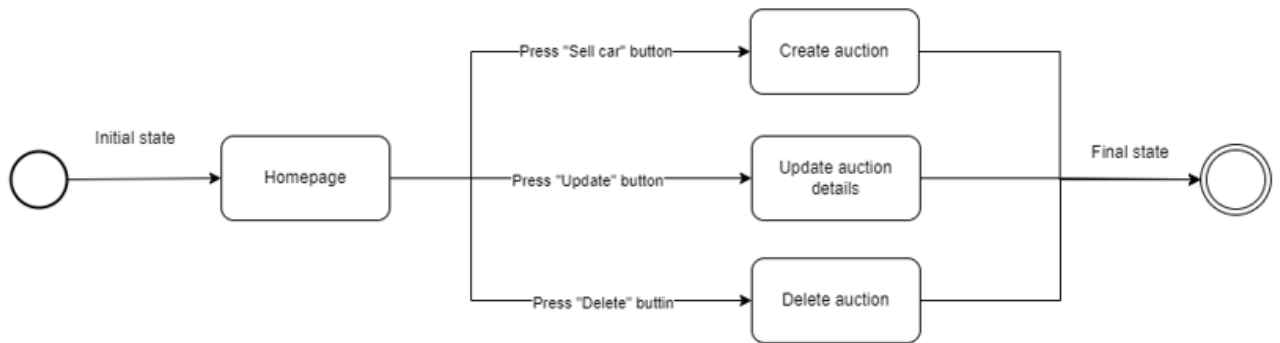 Press "Sell car" button
Create auction
Initial state
Homepage
Press "Update" button
Update auction
details
Final state
Press "Delete" buttin
Delete auction